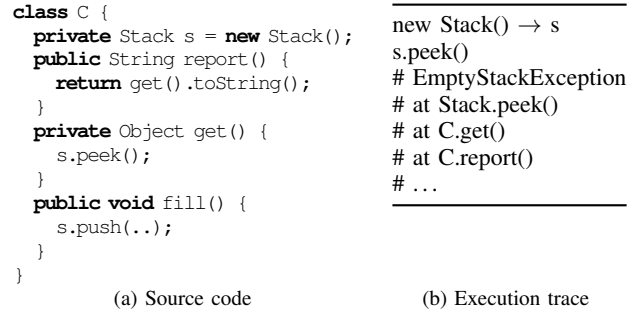 class C {
private Stack s = new Stack();
public String report() {
return get().toString();
}
private Object get() {
s.peek();
}
public void fill() {
s.push(..);
}
}
(a) Source code
new Stack() → s
s.peek()
# EmptyStackException
# at Stack.peek()
# at C.get()
# at C.report()
# ...
(b) Execution trace